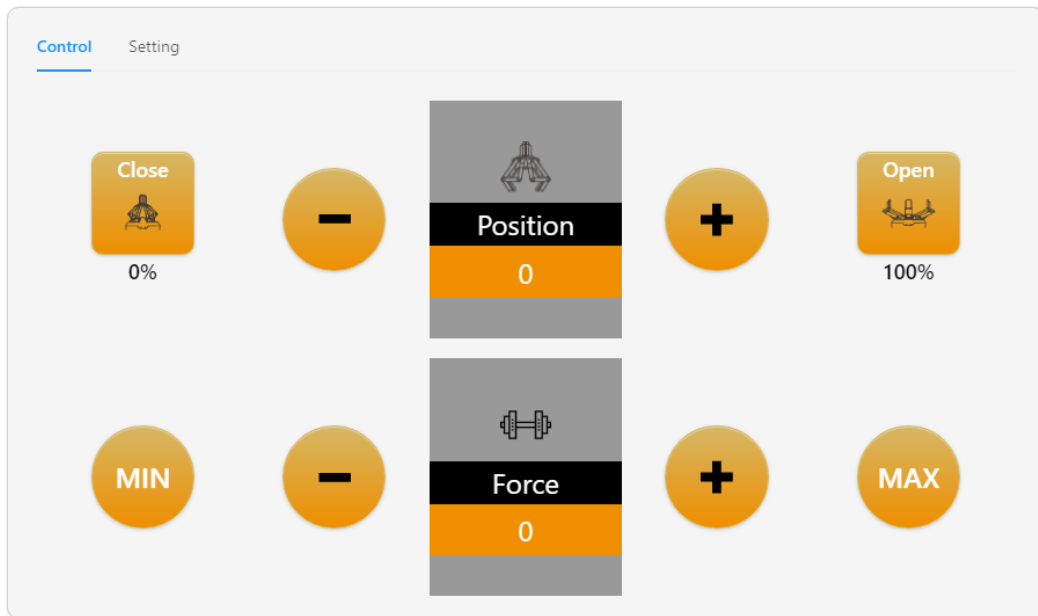 Control Setting
Close
Open
Position
0
0%
100%
MIN
Force
MAX
0